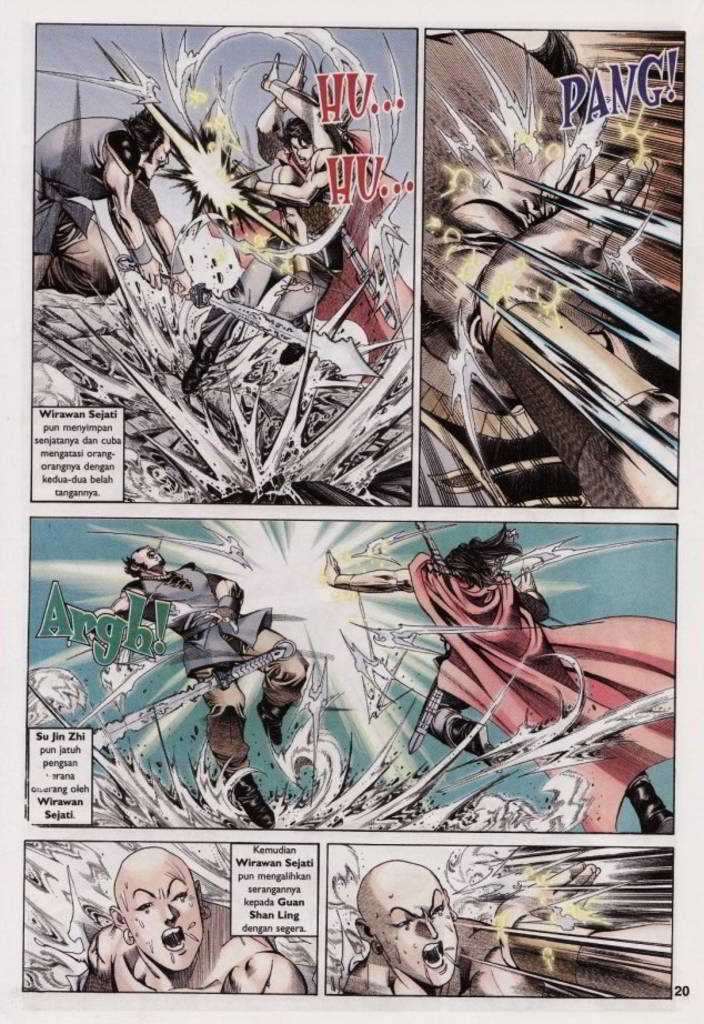 HU...
HU...
PANG!
Wirawan Sejati
pun menyimpan
senjatanya dan cuba
mengatasi orang-
orangnya dengan
kedua-dua belah
tangannya.
Argh!
Su Jin Zhi
pun jatuh
pengsan
oleh
Wirawan
Sejati.
Kemudian
Wirawan Sejati
pun mengalihkan
serangannya
kepada Guan
Shan Ling
dengan segera.
20